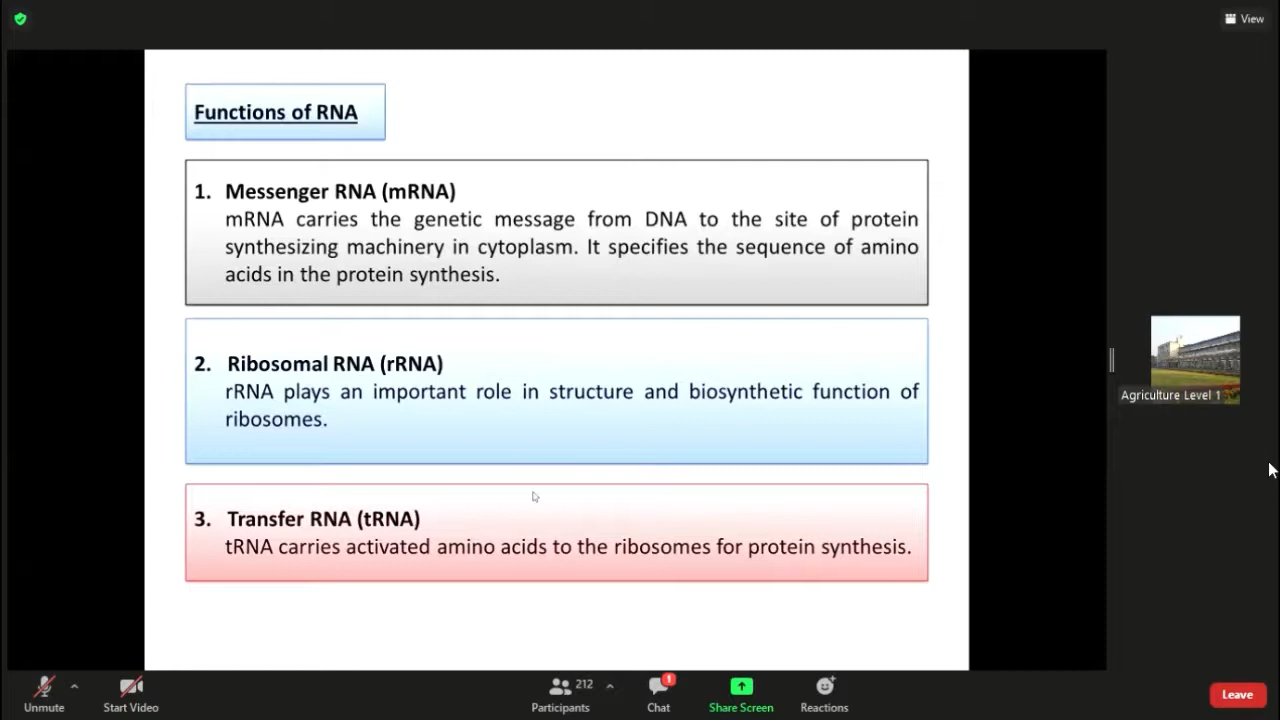 View
Functions of RNA
1. Messenger RNA (mRNA)
mRNA carries the genetic message from DNA to the site of protein
synthesizing machinery in cytoplasm. It specifies the sequence of amino
acids in the protein synthesis.
2. Ribosomal RNA (rRNA)
rRNA plays an important role in structure and biosynthetic function of
ribosomes.
3. Transfer RNA (tRNA)
tRNA carries activated amino acids to the ribosomes for protein synthesis.
Agriculture Level 1
Unmute
Start Video
212
Participants
1
Chat
Share Screen
Reactions
Leave